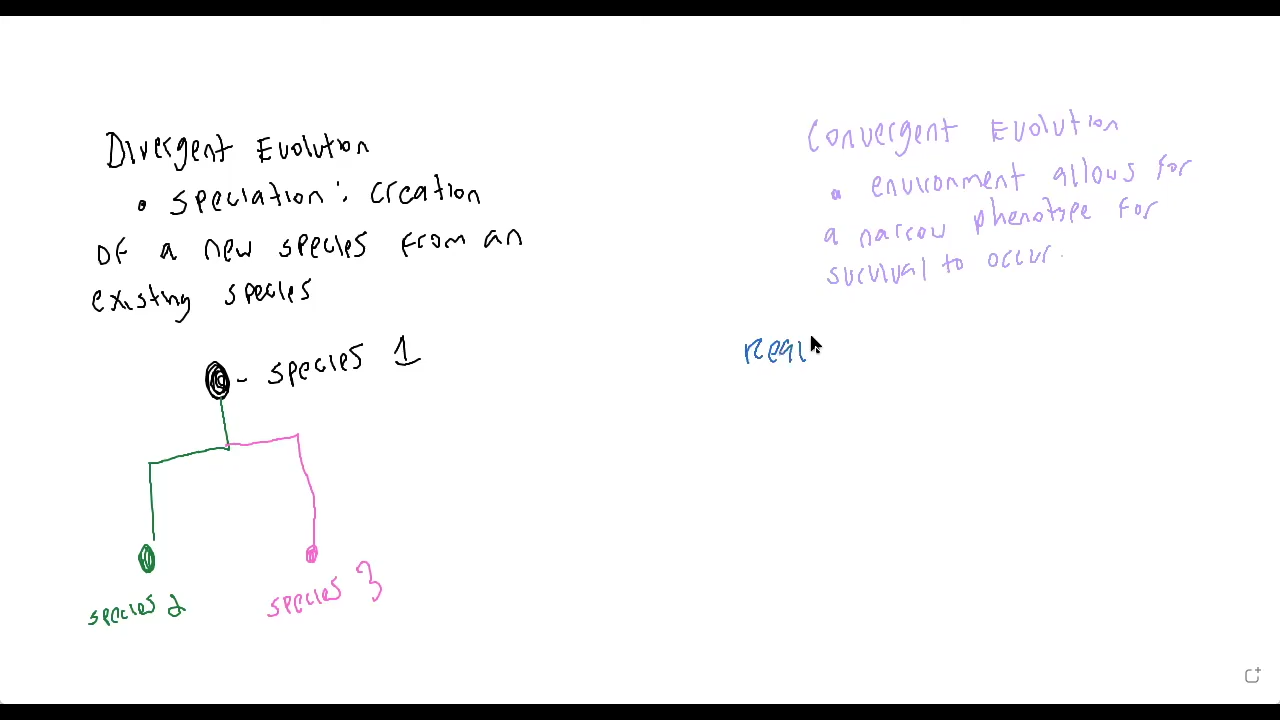 Divergent Evolution
• speciation: creation
of a new species from an
existing species
- species 1
species 2
species 3
Convergent Evolution
• environment allows for
a narrow phenotype for
survival to occur.